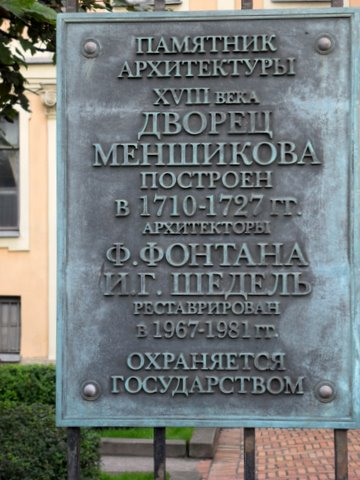 ПАМЯТНИК
АРХИТЕКТУРЫ
XVIII ВЕКА
ДВОРЕЦ
МЕНШИКОВА
ПОСТРОЕН
В 1710-1727 ГГ.
АРХИТЕКТОРЫ
Ф. ФОНТАНА
И.Г. ШЕДЕЛЬ
РЕСТАВРИРОВАН
В 1967-1981 ГГ.
ОХРАНЯЕТСЯ
ГОСУДАРСТВОМ